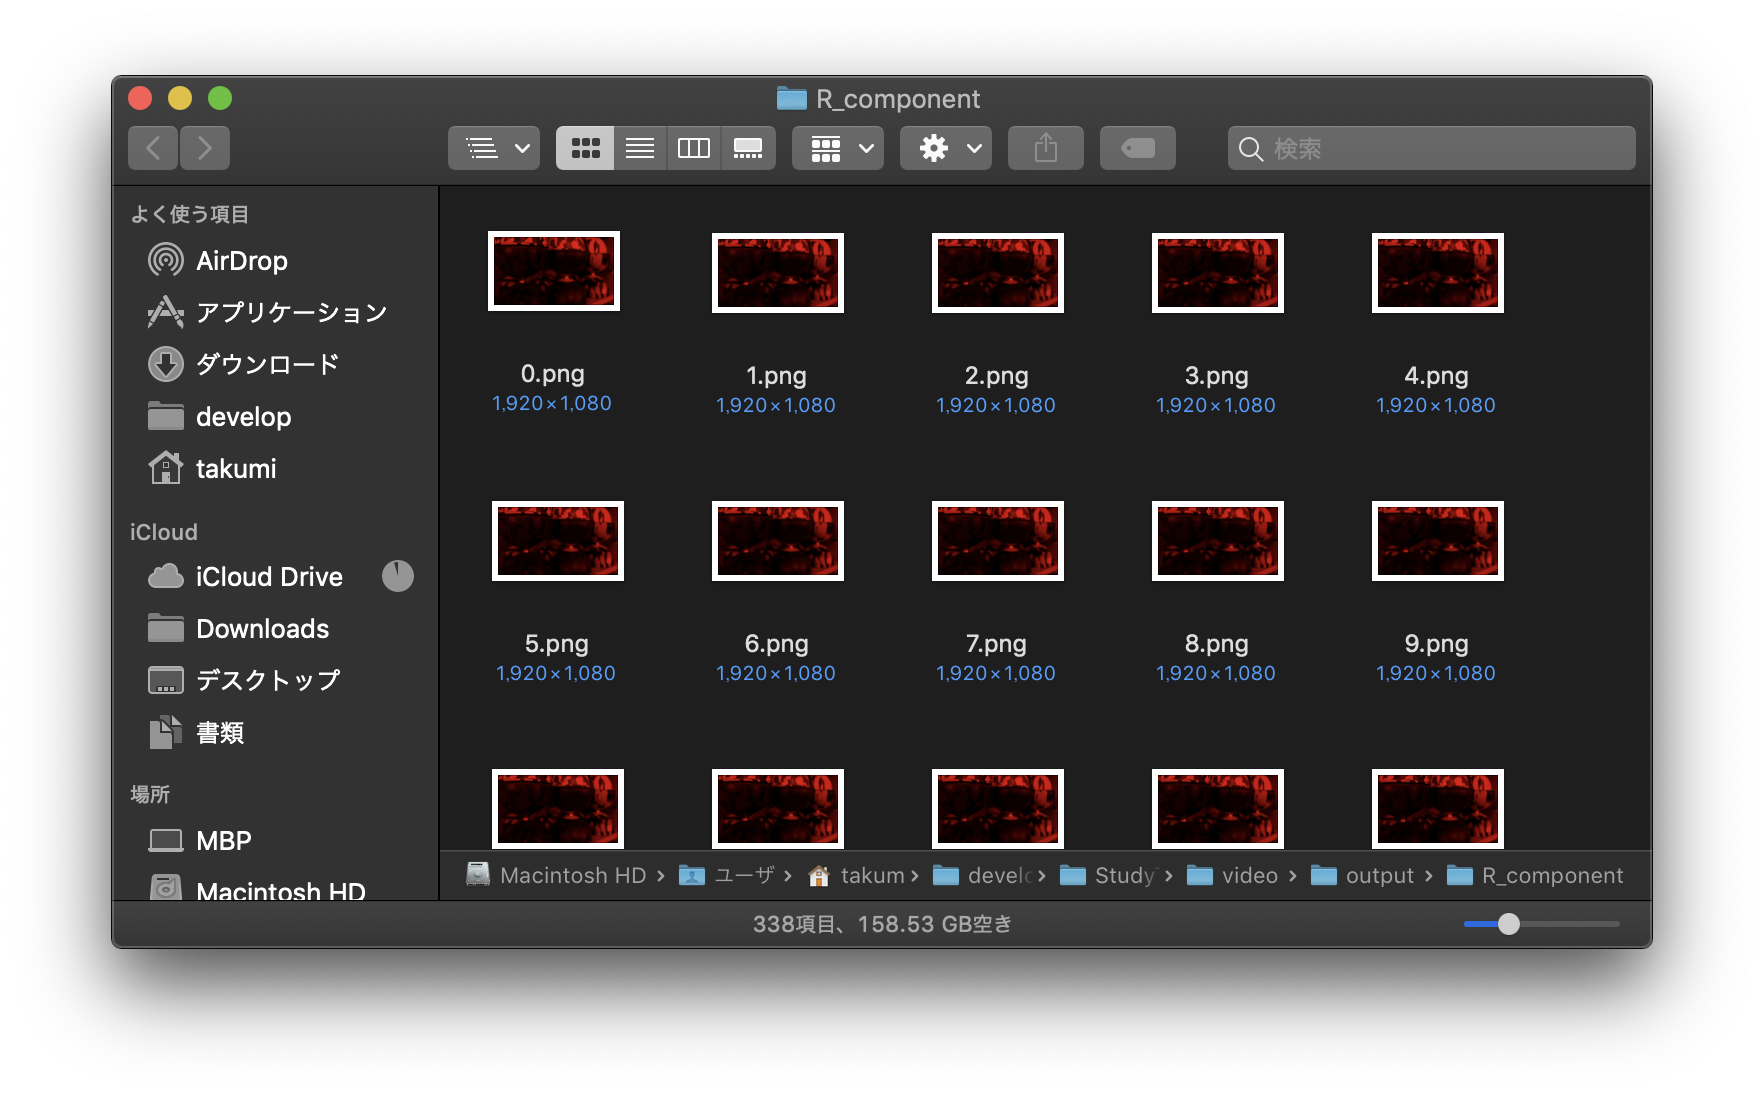 R_component
検索
よく使う項目
AirDrop
アプリケーション
ダウンロード
develop
takumi
iCloud
iCloud Drive
Downloads
デスクトップ
書類
場所
MBP
Macintosh HD
0.png
1,920×1,080
1.png
1,920×1,080
2.png
1,920×1,080
3.png
1,920×1,080
4.png
1,920×1,080
5.png
1,920×1,080
6.png
1,920×1,080
7.png
1,920×1,080
8.png
1,920×1,080
9.png
1,920×1,080
Macintosh HD › ユーザ › takum › develo › Study › video › output › R_component
338項目、158.53 GB空き